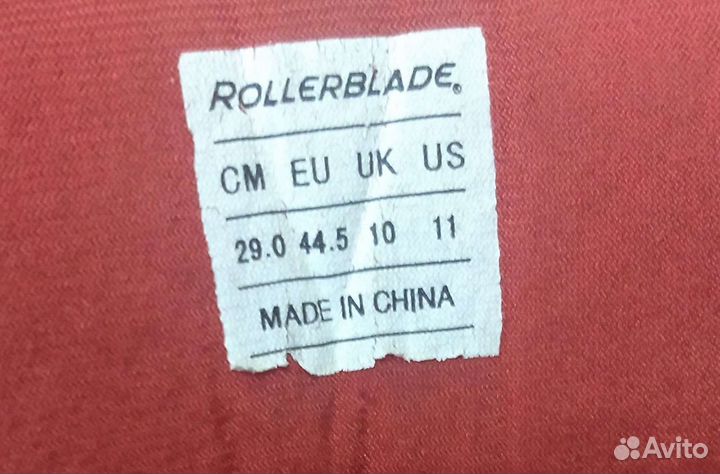 ROLLERBLADE®
CM EU UK US
29.0 44.5 10 11
MADE IN CHINA
Avito